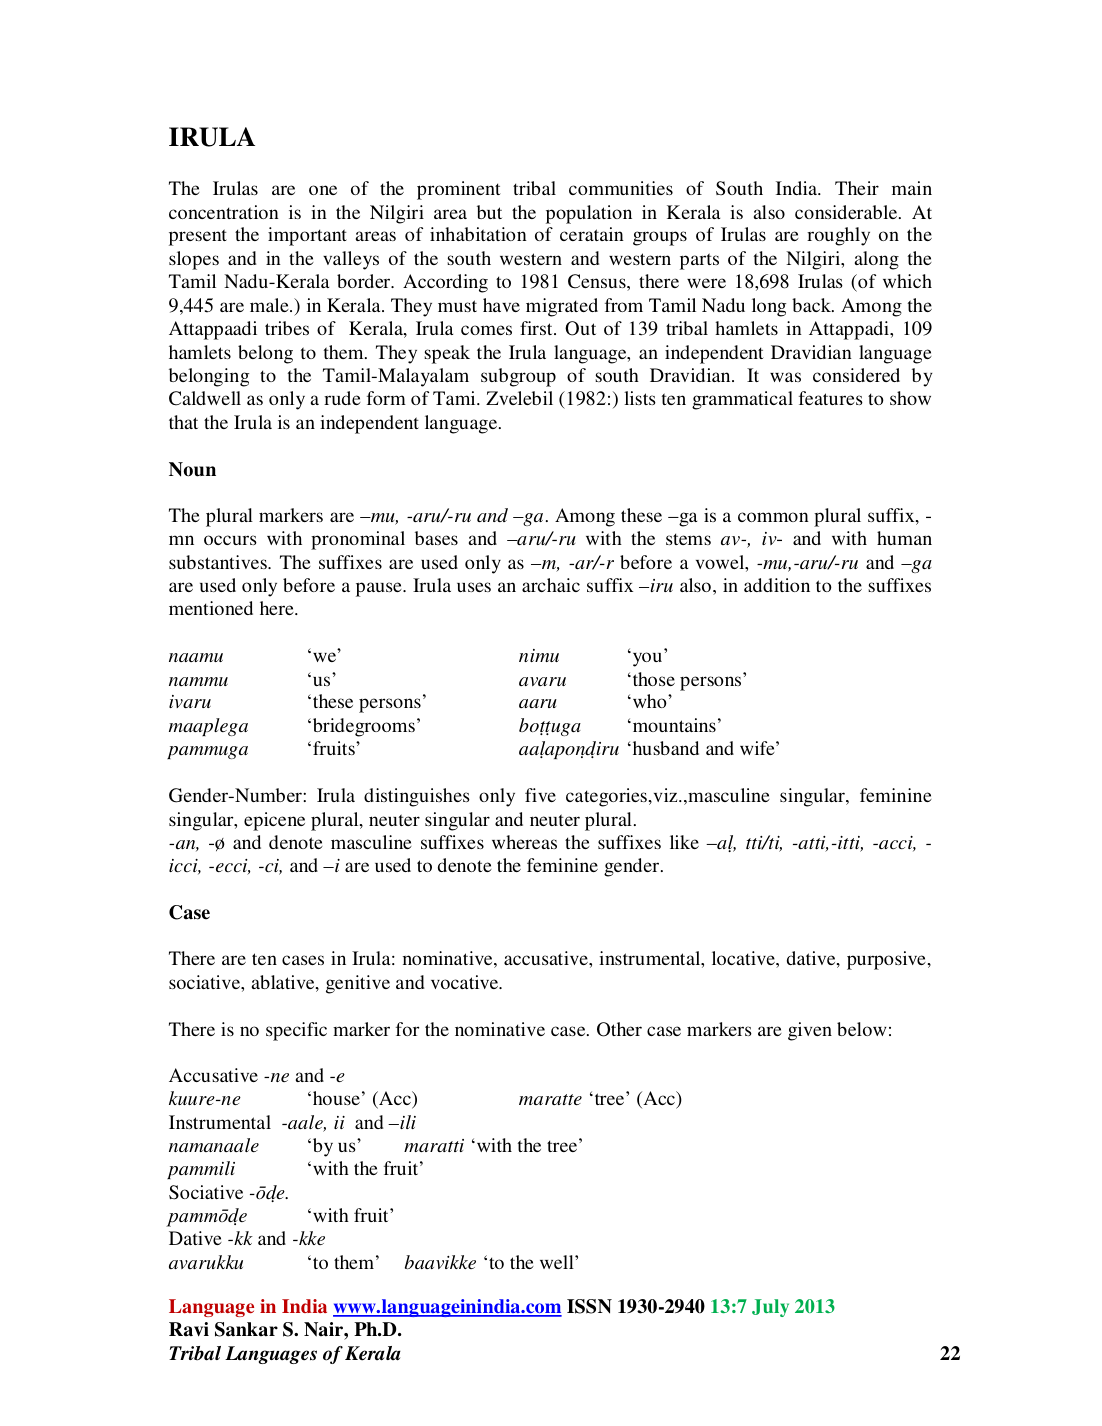 IRULA
The Irulas are one of the prominent tribal communities of South India. Their main
concentration is in the Nilgiri area but the population in Kerala is also considerable. At
present the important areas of inhabitation of ceratain groups of Irulas are roughly on the
slopes and in the valleys of the south western and western parts of the Nilgiri, along the
Tamil Nadu-Kerala border. According to 1981 Census, there were 18,698 Irulas (of which
9,445 are male.) in Kerala. They must have migrated from Tamil Nadu long back. Among the
Attappaadi tribes of Kerala, Irula comes first. Out of 139 tribal hamlets in Attappadi, 109
hamlets belong to them. They speak the Irula language, an independent Dravidian language
belonging to the Tamil-Malayalam subgroup of south Dravidian. It was considered by
Caldwell as only a rude form of Tami. Zvelebil (1982:) lists ten grammatical features to show
that the Irula is an independent language.
Noun
The plural markers are –mu, -aru/-ru and –ga. Among these –ga is a common plural suffix, -
mn occurs with pronominal bases and –aru/-ru with the stems av-, iv- and with human
substantives. The suffixes are used only as –m, -ar/-r before a vowel, -mu,-aru/-ru and –ga
are used only before a pause. Irula uses an archaic suffix –iru also, in addition to the suffixes
mentioned here.
naamu ‘we’ nimu ‘you’
nammu ‘us’ avaru ‘those persons’
ivaru ‘these persons’ aaru ‘who’
maaplega ‘bridegrooms’ boṭṭuga ‘mountains’
pammuga ‘fruits’ aaḷapoṇḍiru ‘husband and wife’
Gender-Number: Irula distinguishes only five categories,viz.,masculine singular, feminine
singular, epicene plural, neuter singular and neuter plural.
-an, -ø and denote masculine suffixes whereas the suffixes like –aḷ, tti/ti, -atti,-itti, -acci, -
icci, -ecci, -ci, and –i are used to denote the feminine gender.
Case
There are ten cases in Irula: nominative, accusative, instrumental, locative, dative, purposive,
sociative, ablative, genitive and vocative.
There is no specific marker for the nominative case. Other case markers are given below:
Accusative -ne and -e
kuure-ne ‘house’ (Acc) maratte ‘tree’ (Acc)
Instrumental -aale, ii and –ili
namanaale ‘by us’ maratti ‘with the tree’
pammili ‘with the fruit’
Sociative -ōḍe.
pammōḍe ‘with fruit’
Dative -kk and -kke
avarukku ‘to them’ baavikke ‘to the well’
Language in India www.languageinindia.com ISSN 1930-2940 13:7 July 2013
Ravi Sankar S. Nair, Ph.D.
Tribal Languages of Kerala 22